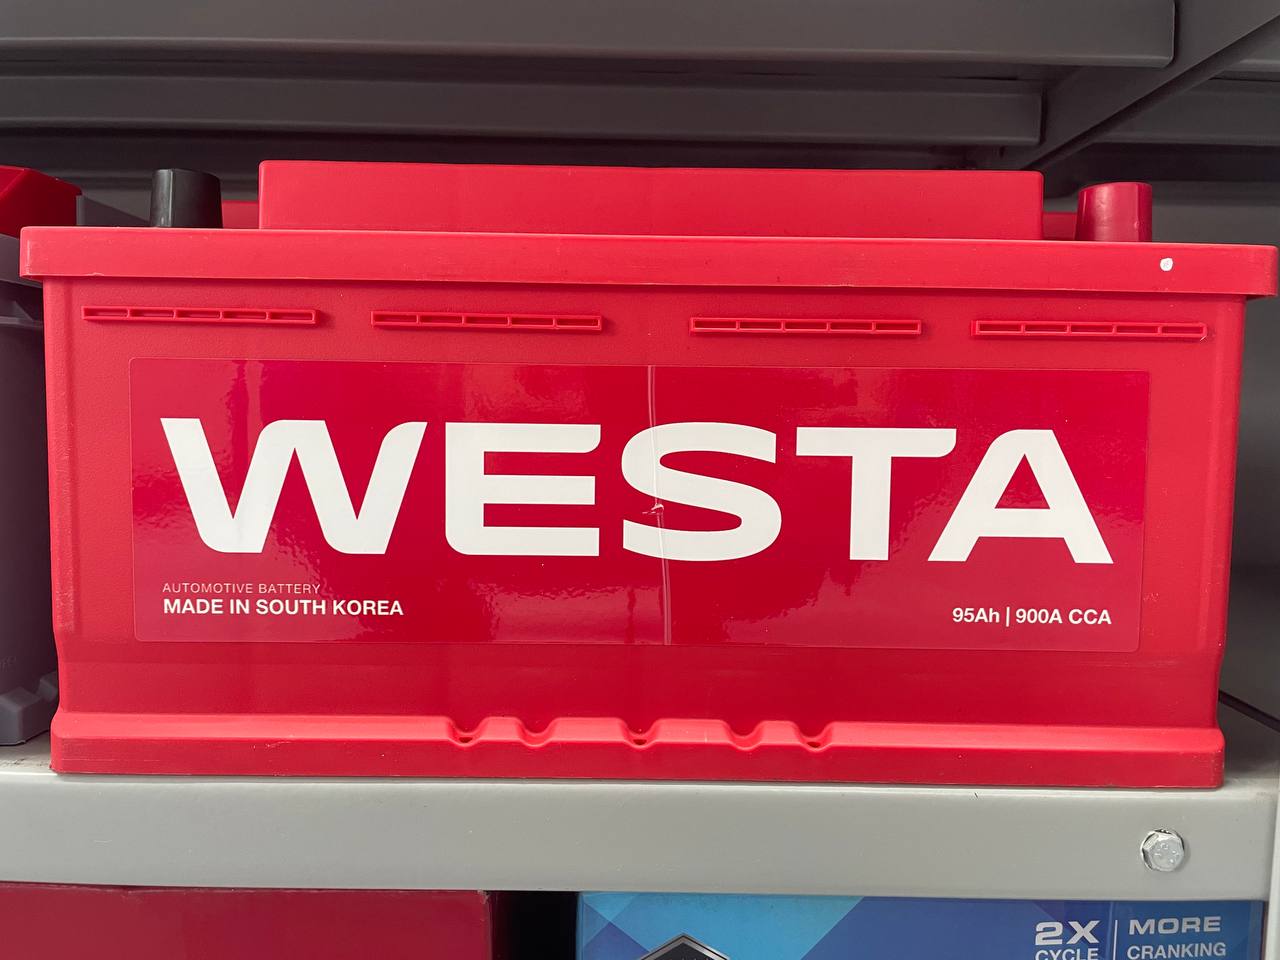 WESTA
AUTOMOTIVE BATTERY
MADE IN SOUTH KOREA
95Ah | 900A CCA
2X
CYCLE
MORE
CRANKING